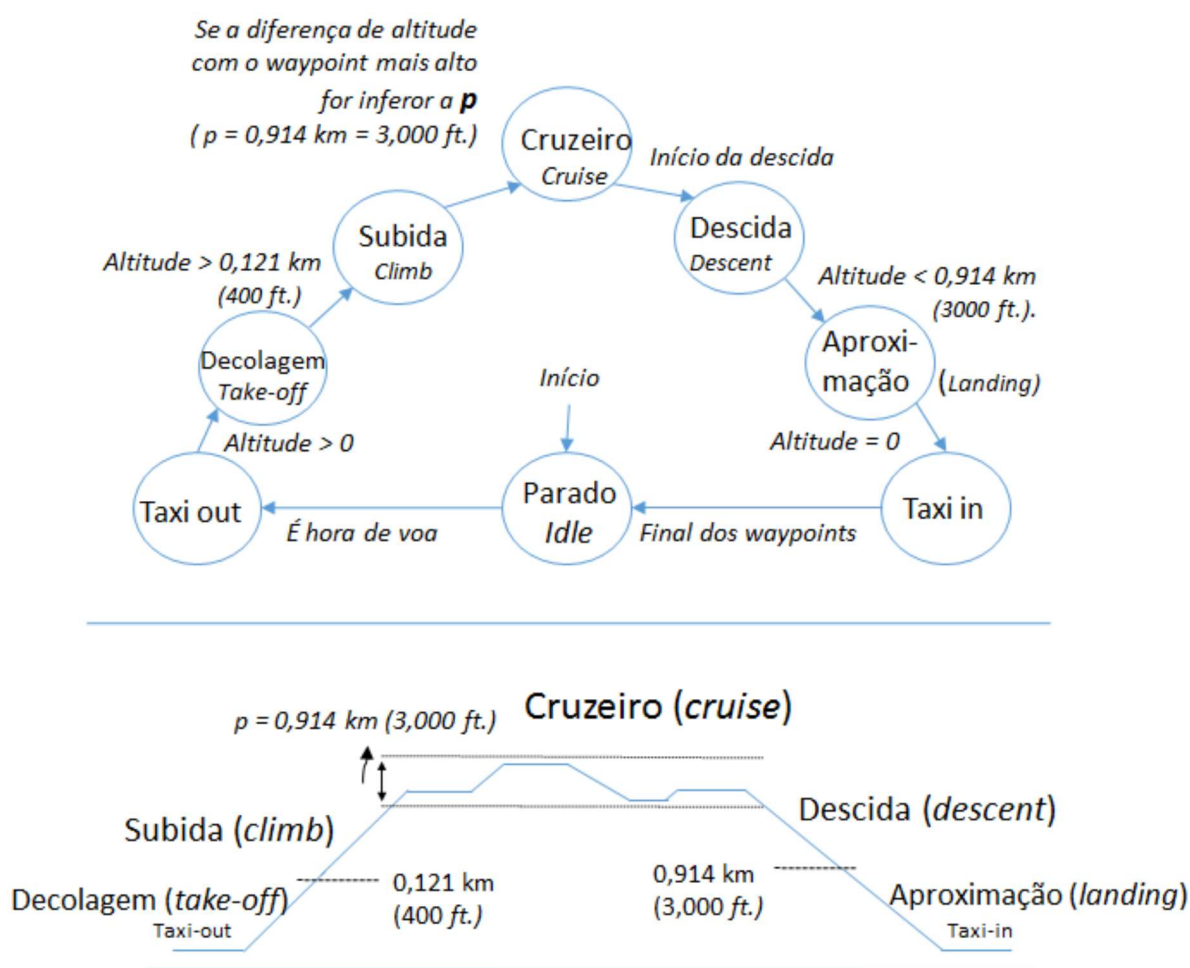 Se a diferença de altitude
com o waypoint mais alto
for inferor a p
( p = 0,914 km = 3,000 ft.)
Cruzeiro
Cruise
Início da descida
Subida
Climb
Descida
Descent
Altitude > 0,121 km
(400 ft.)
Altitude < 0,914 km
(3000 ft.).
Decolagem
Take-off
Início
Aproxi-
mação
(Landing)
Altitude > 0
Altitude = 0
Taxi out
Parado
Idle
Taxi in
É hora de voa
Final dos waypoints
Cruzeiro (cruise)
p = 0,914 km (3,000 ft.)
Subida (climb)
Descida (descent)
0,121 km
(400 ft.)
0,914 km
(3,000 ft.)
Decolagem (take-off)
Taxi-out
Aproximação (landing)
Taxi-in